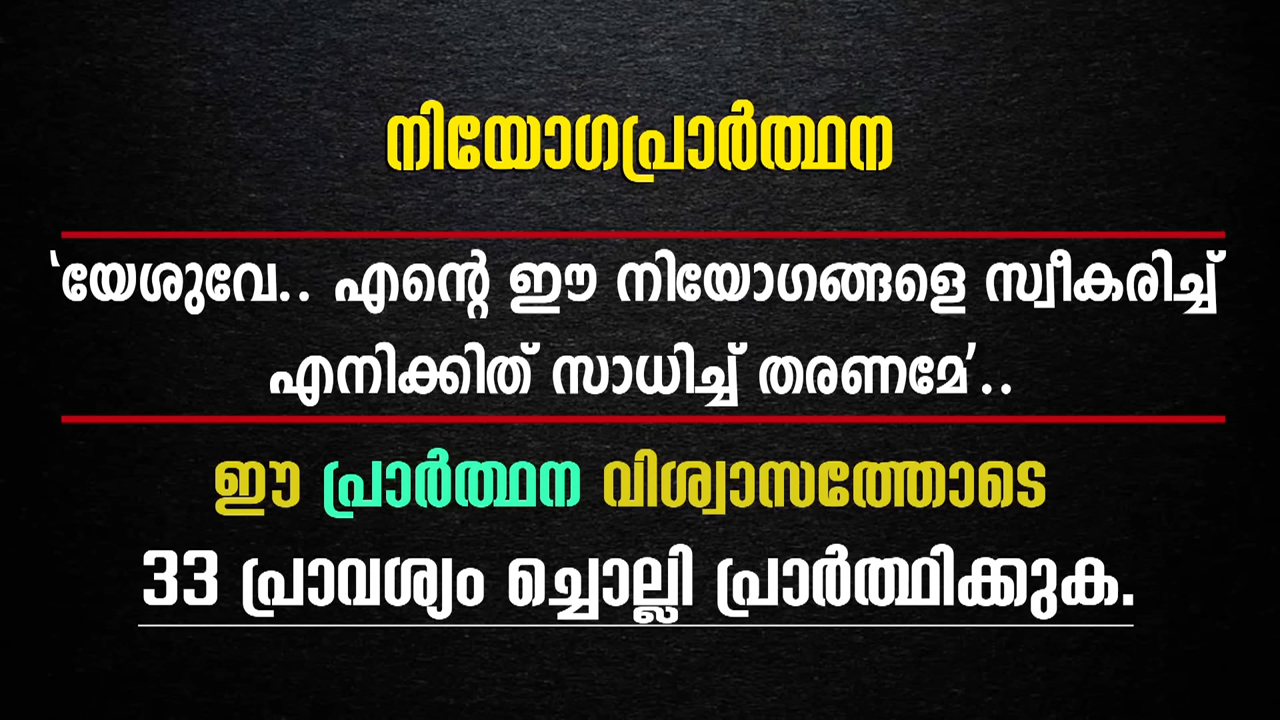 നിയോഗപ്രാർത്ഥന
‘യേശുവേ.. എന്റെ ഈ നിയോഗങ്ങളെ സ്വീകരിച്ച്
എനിക്കിത് സാധിച്ച് തരണമേ’..
ഈ പ്രാർത്ഥന വിശ്വാസത്തോടെ
33 പ്രാവശ്യം ച്ചൊല്ലി പ്രാർത്ഥിക്കുക.